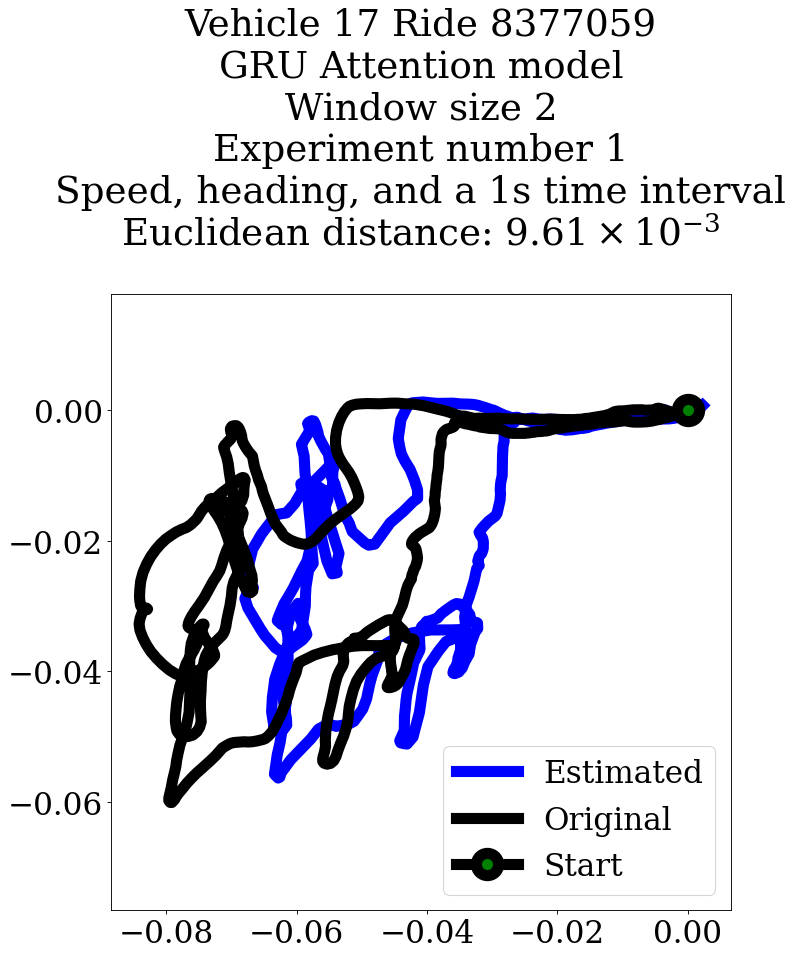 Vehicle 17 Ride 8377059
GRU Attention model
Window size 2
Experiment number 1
Speed, heading, and a 1s time interval
Euclidean distance: 9.61 × 10⁻³
0.00
−0.02
−0.04
−0.06
Estimated
Original
Start
−0.08 −0.06 −0.04 −0.02 0.00